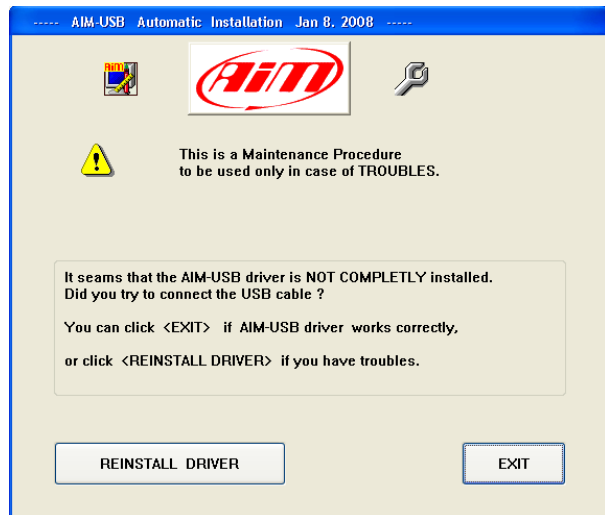 ----- AIM-USB Automatic Installation Jan 8. 2008 -----
AiM
AiM
This is a Maintenance Procedure
to be used only in case of TROUBLES.
It seams that the AIM-USB driver is NOT COMPLETLY installed.
Did you try to connect the USB cable ?
You can click <EXIT> if AIM-USB driver works correctly,
or click <REINSTALL DRIVER> if you have troubles.
REINSTALL DRIVER
EXIT